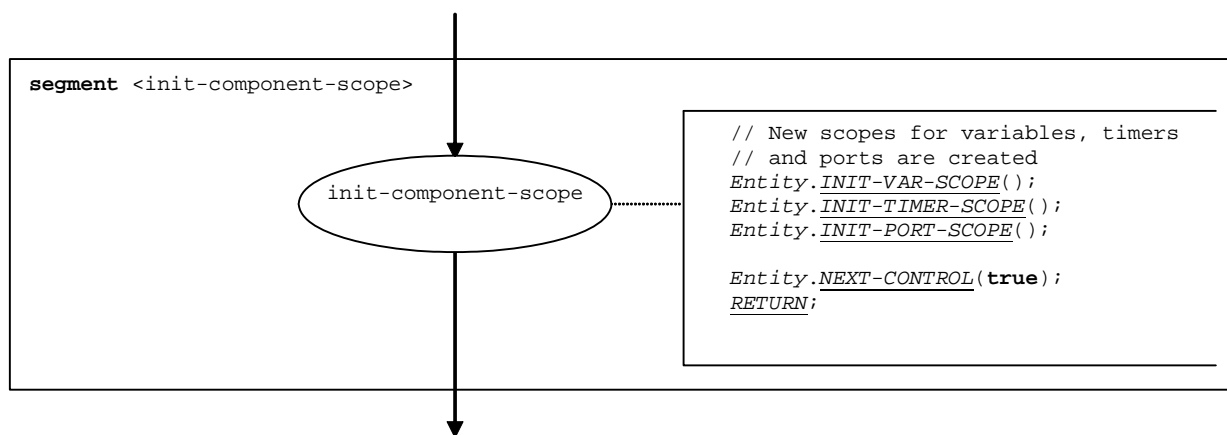 segment <init-component-scope>
init-component-scope
// New scopes for variables, timers
// and ports are created
Entity.INIT-VAR-SCOPE();
Entity.INIT-TIMER-SCOPE();
Entity.INIT-PORT-SCOPE();
Entity.NEXT-CONTROL(true);
RETURN;